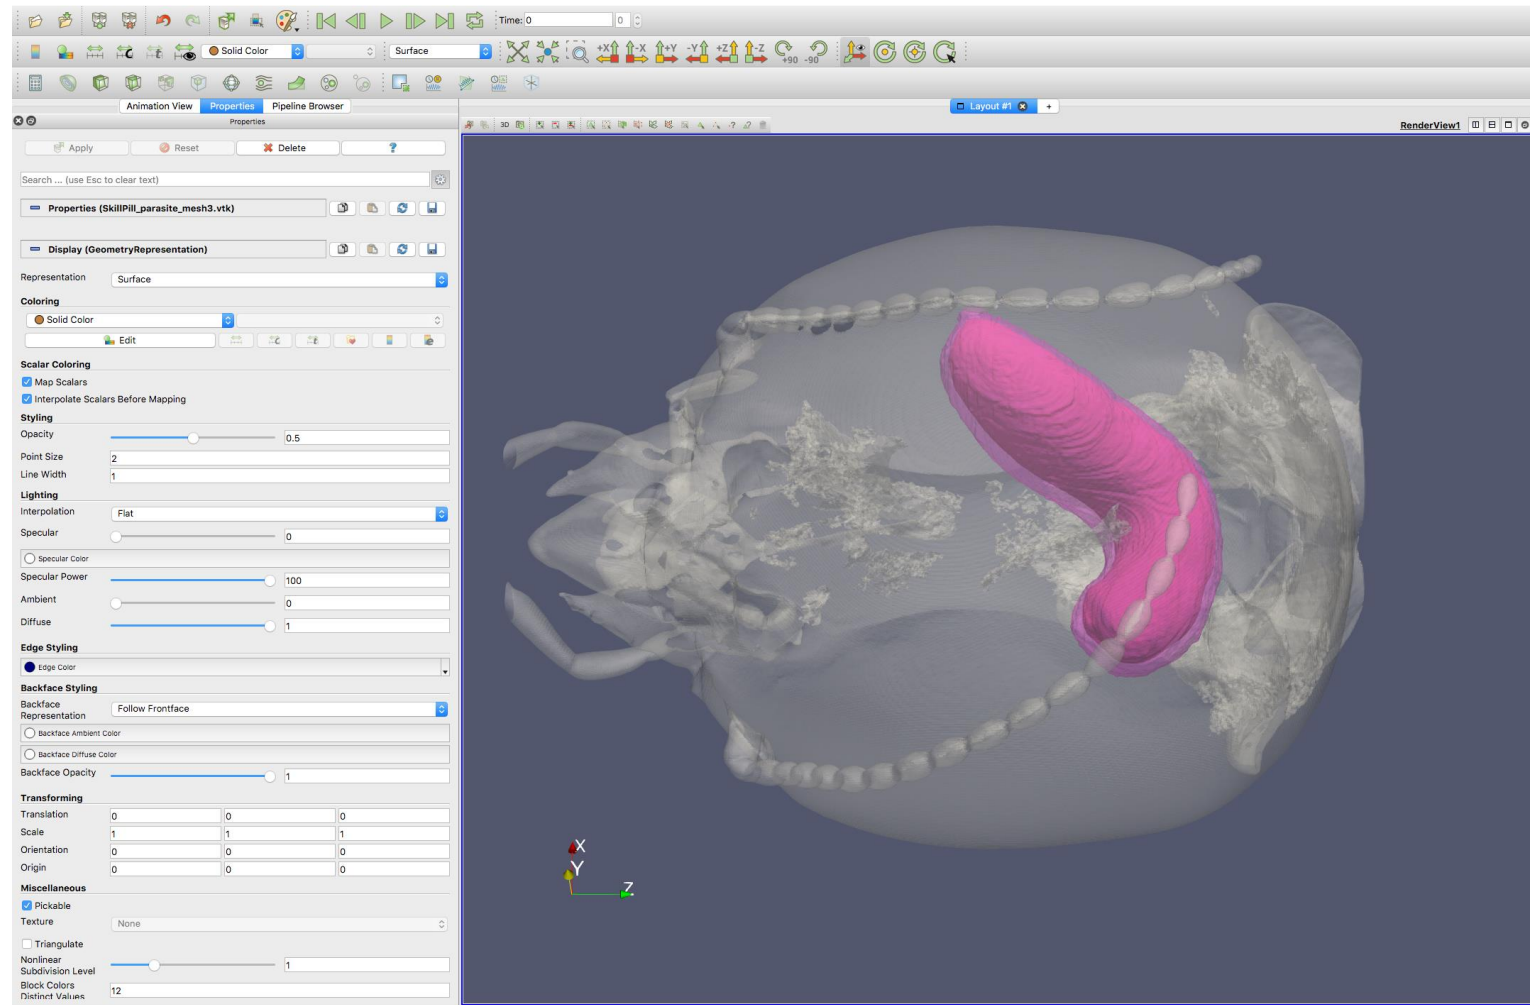 Time: 0 0
Solid Color Surface +X -X +Y -Y +Z -Z +90 -90
Animation View Properties Pipeline Browser Layout #1 +
Properties 3D RenderView1
Apply Reset Delete ?
Search ... (use Esc to clear text)
Properties (SkillPill_parasite_mesh3.vtk)
Display (GeometryRepresentation)
Representation Surface
Coloring
Solid Color
Edit
Scalar Coloring
Map Scalars
Interpolate Scalars Before Mapping
Styling
Opacity 0.5
Point Size 2
Line Width 1
Lighting
Interpolation Flat
Specular 0
Specular Color
Specular Power 100
Ambient 0
Diffuse 1
Edge Styling
Edge Color
Backface Styling
Backface
Representation Follow Frontface
Backface Ambient Color
Backface Diffuse Color
Backface Opacity 1
Transforming
Translation 0 0 0
Scale 1 1 1
Orientation 0 0 0
Origin 0 0 0
Miscellaneous
Pickable
Texture None
Triangulate
Nonlinear
Subdivision Level 1
Block Colors
Distinct Values 12
X
Y
Z